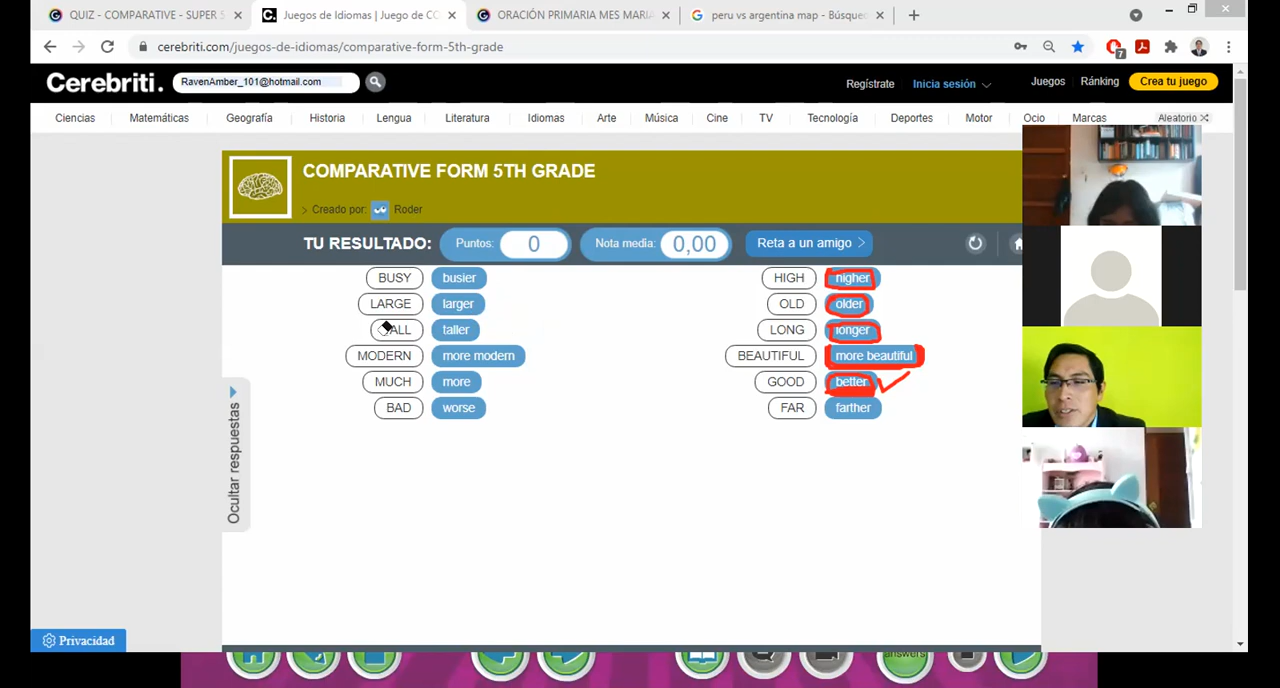 QUIZ - COMPARATIVE - SUPER S
Juegos de Idiomas | Juego de CO
ORACIÓN PRIMARIA MES MARIA
peru vs argentina map - Búsque
cerebriti.com/juegos-de-idiomas/comparative-form-5th-grade
7
Cerebriti.
RavenAmber_101@hotmail.com
Regístrate
Inicia sesión
Juegos
Ránking
Crea tu juego
Ciencias
Matemáticas
Geografía
Historia
Lengua
Literatura
Idiomas
Arte
Música
Cine
TV
Tecnología
Deportes
Motor
Ocio
Marcas
Aleatorio
COMPARATIVE FORM 5TH GRADE
> Creado por: Roder
TU RESULTADO:
Puntos: 0
Nota media: 0,00
Reta a un amigo >
BUSY busier
LARGE larger
TALL taller
MODERN more modern
MUCH more
BAD worse
HIGH higher
OLD older
LONG longer
BEAUTIFUL more beautiful
GOOD better
FAR farther
Ocultar respuestas
Privacidad
answers